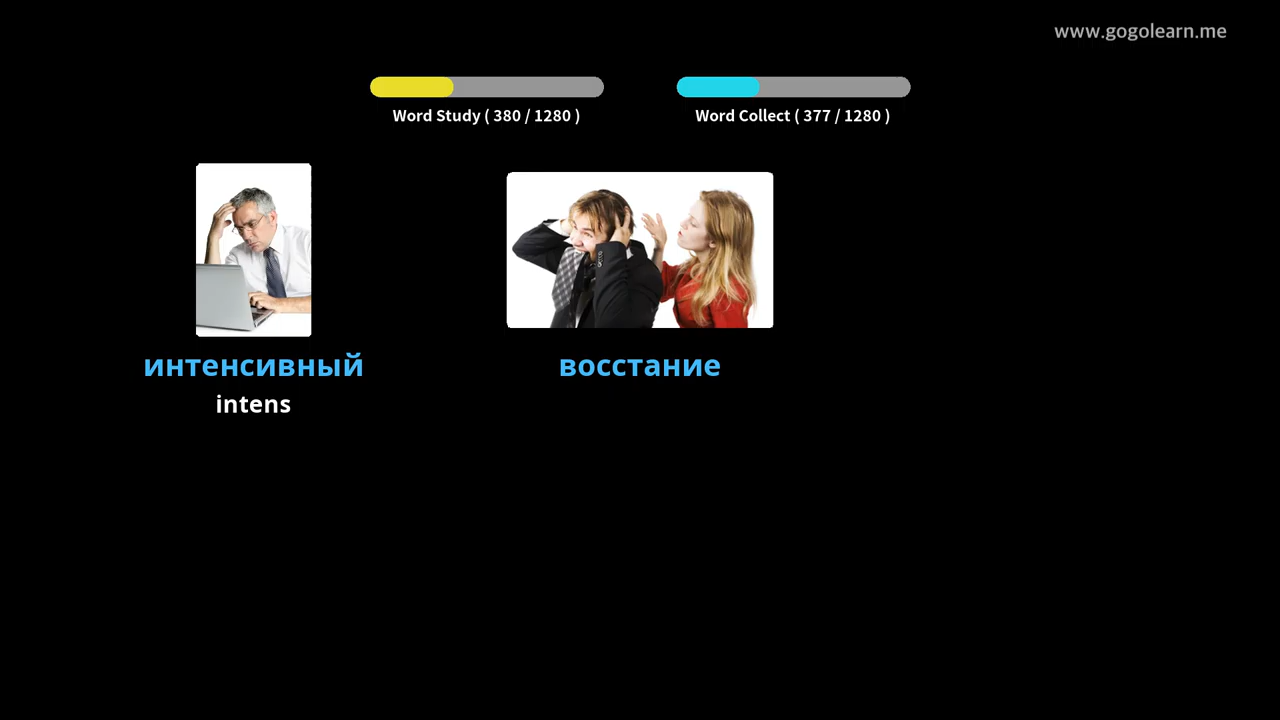 www.gogolearn.me
Word Study ( 380 / 1280 )
Word Collect ( 377 / 1280 )
интенсивный
intens
восстание